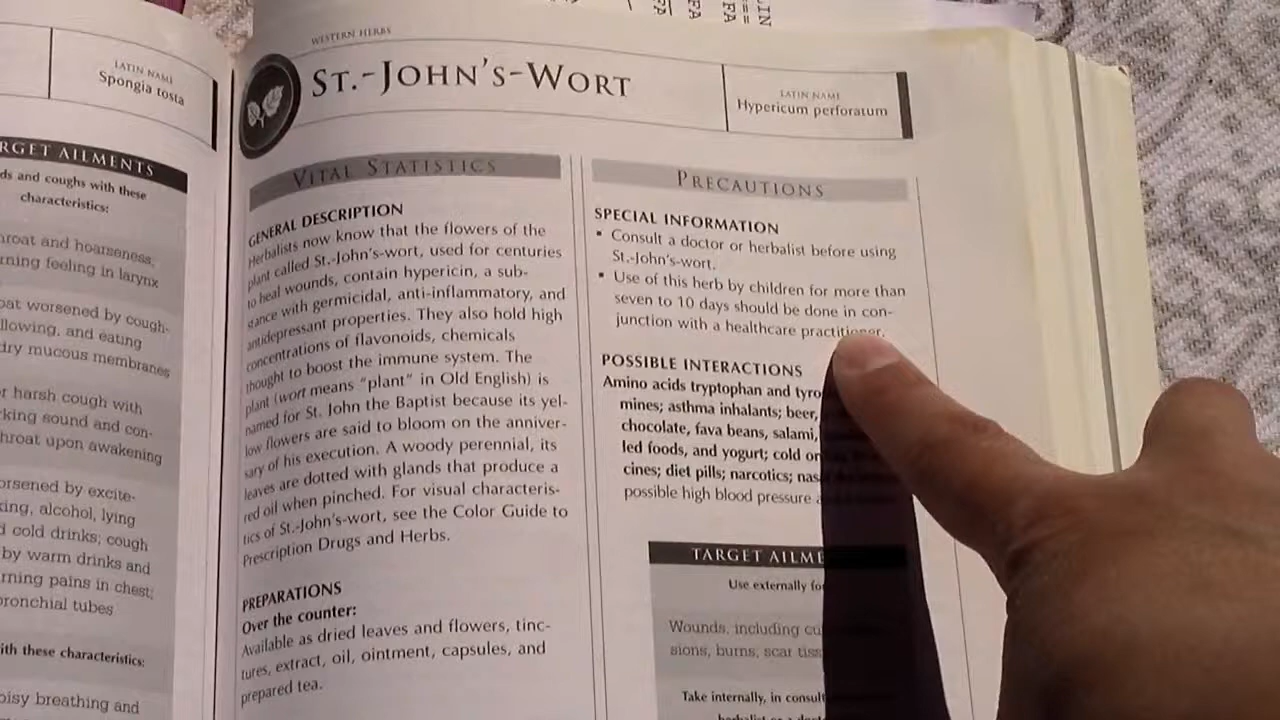 LIN
==
FA
FA
FA
LATIN NAME
Spongia tosta
RGET AILMENTS
ds and coughs with these
characteristics:
hroat and hoarseness,
rning feeling in larynx
oat worsened by cough-
llowing, and eating
dry mucous membranes
r harsh cough with
king sound and con-
hroat upon awakening
orsened by excite-
king, alcohol, lying
d cold drinks; cough
by warm drinks and
rning pains in chest;
bronchial tubes
ith these characteristics:
oisy breathing and
WESTERN HERBS
ST.-JOHN'S-WORT
LATIN NAME
Hypericum perforatum
VITAL STATISTICS
GENERAL DESCRIPTION
Herbalists now know that the flowers of the
plant called St.-John's-wort, used for centuries
to heal wounds, contain hypericin, a sub-
stance with germicidal, anti-inflammatory, and
antidepressant properties. They also hold high
concentrations of flavonoids, chemicals
thought to boost the immune system. The
plant (wort means "plant" in Old English) is
named for St. John the Baptist because its yel-
low flowers are said to bloom on the anniver-
sary of his execution. A woody perennial, its
leaves are dotted with glands that produce a
red oil when pinched. For visual characteris-
tics of St.-John's-wort, see the Color Guide to
Prescription Drugs and Herbs.
PREPARATIONS
Over the counter:
Available as dried leaves and flowers, tinc-
tures, extract, oil, ointment, capsules, and
prepared tea.
PRECAUTIONS
SPECIAL INFORMATION
▪ Consult a doctor or herbalist before using
St.-John's-wort.
▪ Use of this herb by children for more than
seven to 10 days should be done in con-
junction with a healthcare practitioner.
POSSIBLE INTERACTIONS
Amino acids tryptophan and tyro
mines; asthma inhalants; beer,
chocolate, fava beans, salami,
led foods, and yogurt; cold or
cines; diet pills; narcotics; nas
possible high blood pressure a
TARGET AILME
Use externally for
Wounds, including cu
sions, burns, scar tiss
Take internally, in consult
herbalist or a doct